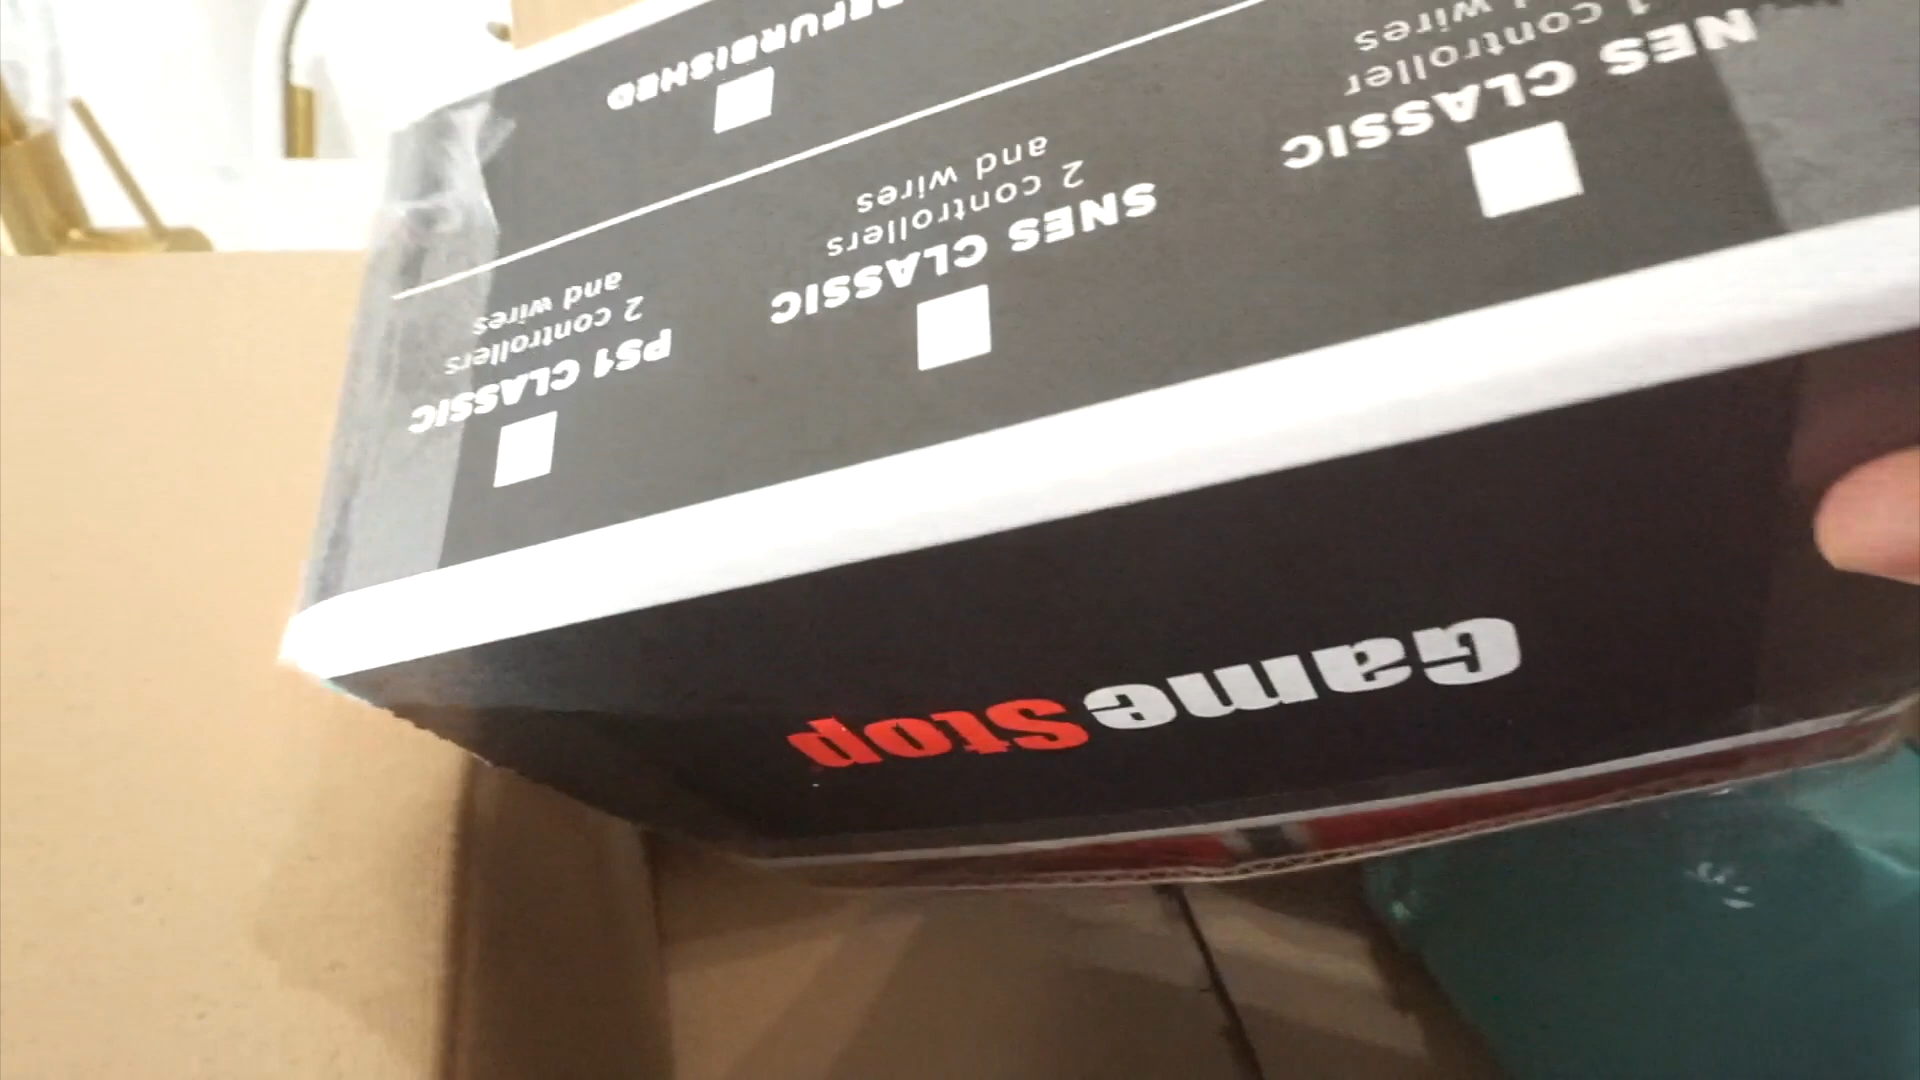 GameStop
NES CLASSIC
1 controller
wires
SNES CLASSIC
2 controllers
and wires
PS1 CLASSIC
2 controllers
and wires
REFURBISHED